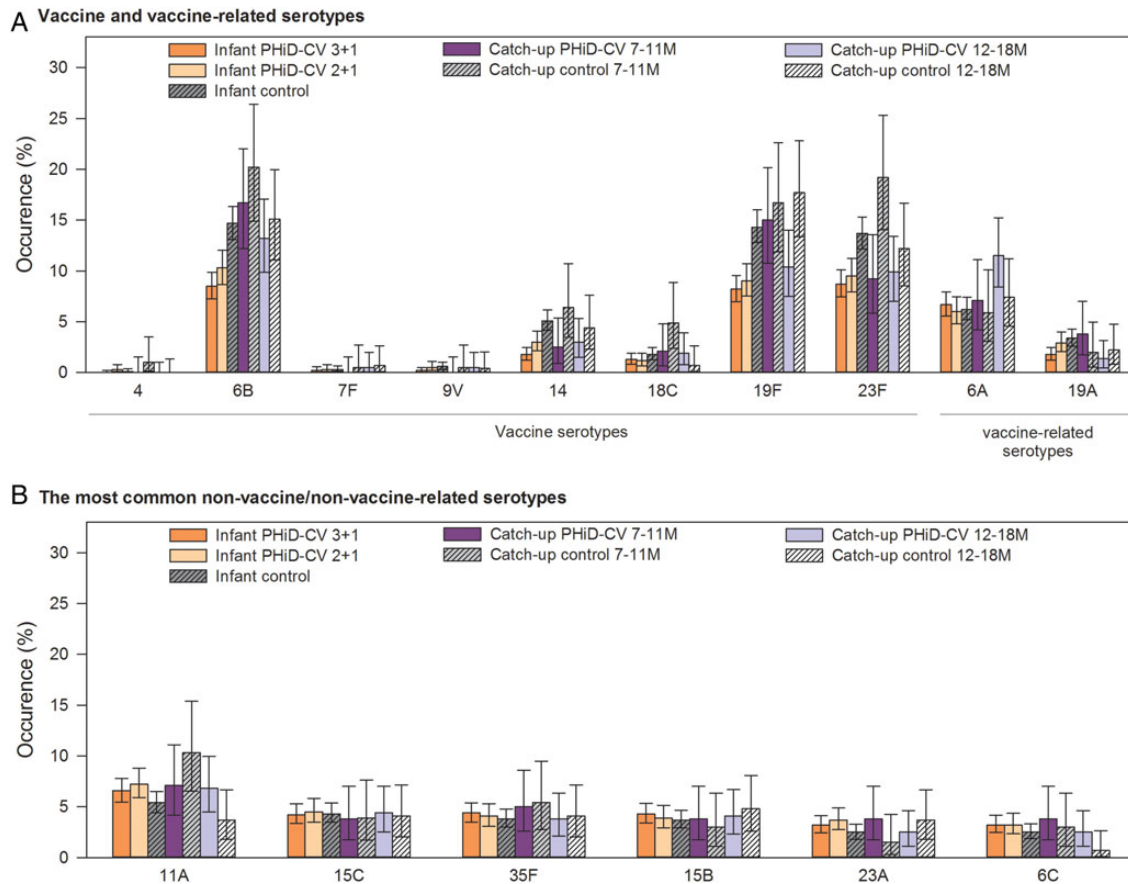 A Vaccine and vaccine-related serotypes
Infant PHiD-CV 3+1
Infant PHiD-CV 2+1
Infant control
Catch-up PHiD-CV 7-11M
Catch-up control 7-11M
Catch-up PHiD-CV 12-18M
Catch-up control 12-18M
Occurence (%)
30
25
20
15
10
5
0
4 6B 7F 9V 14 18C 19F 23F 6A 19A
Vaccine serotypes
vaccine-related
serotypes
B The most common non-vaccine/non-vaccine-related serotypes
Infant PHiD-CV 3+1
Infant PHiD-CV 2+1
Infant control
Catch-up PHiD-CV 7-11M
Catch-up control 7-11M
Catch-up PHiD-CV 12-18M
Catch-up control 12-18M
Occurence (%)
30
25
20
15
10
5
0
11A 15C 35F 15B 23A 6C